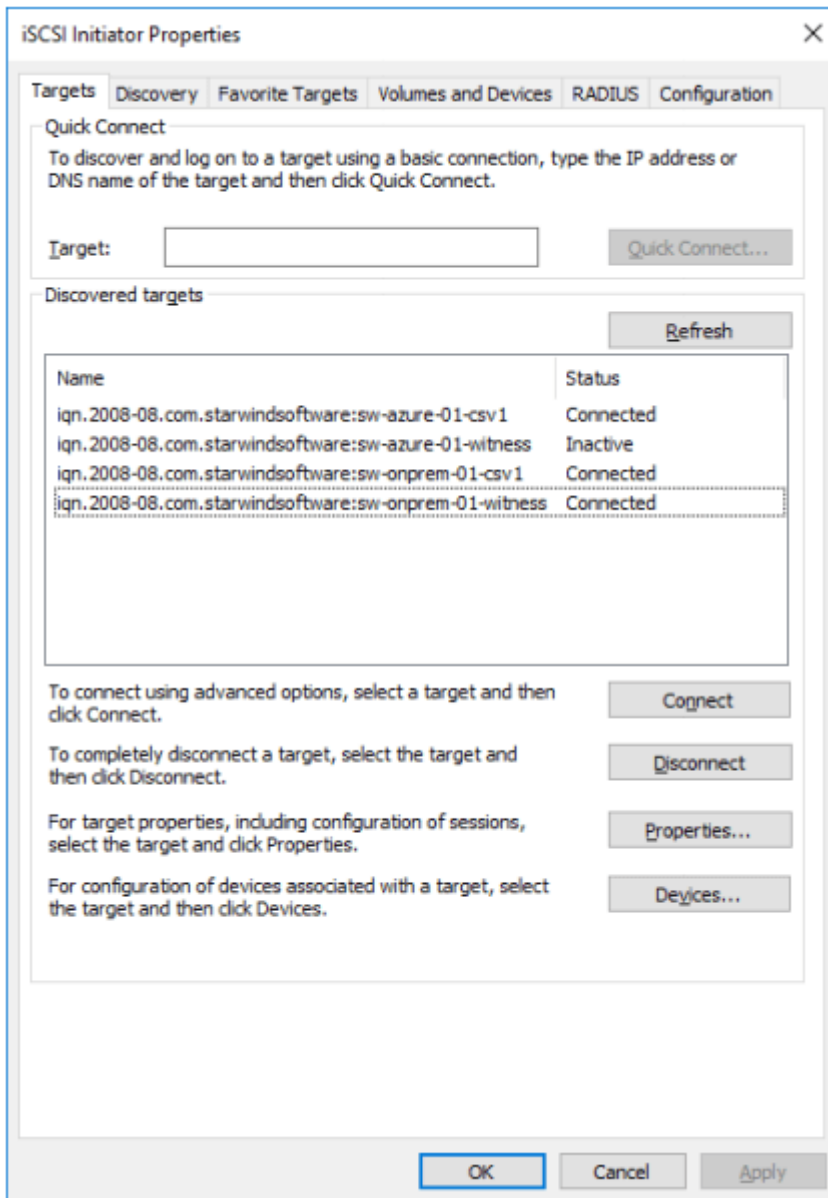 iSCSI Initiator Properties
Targets Discovery Favorite Targets Volumes and Devices RADIUS Configuration
Quick Connect
To discover and log on to a target using a basic connection, type the IP address or
DNS name of the target and then click Quick Connect.
Target: Quick Connect...
Discovered targets
Refresh
Name Status
iqn.2008-08.com.starwindsoftware:sw-azure-01-csv1 Connected
iqn.2008-08.com.starwindsoftware:sw-azure-01-witness Inactive
iqn.2008-08.com.starwindsoftware:sw-onprem-01-csv1 Connected
iqn.2008-08.com.starwindsoftware:sw-onprem-01-witness Connected
To connect using advanced options, select a target and then
click Connect.
Connect
To completely disconnect a target, select the target and
then click Disconnect.
Disconnect
For target properties, including configuration of sessions,
select the target and click Properties.
Properties...
For configuration of devices associated with a target, select
the target and then click Devices.
Devices...
OK Cancel Apply